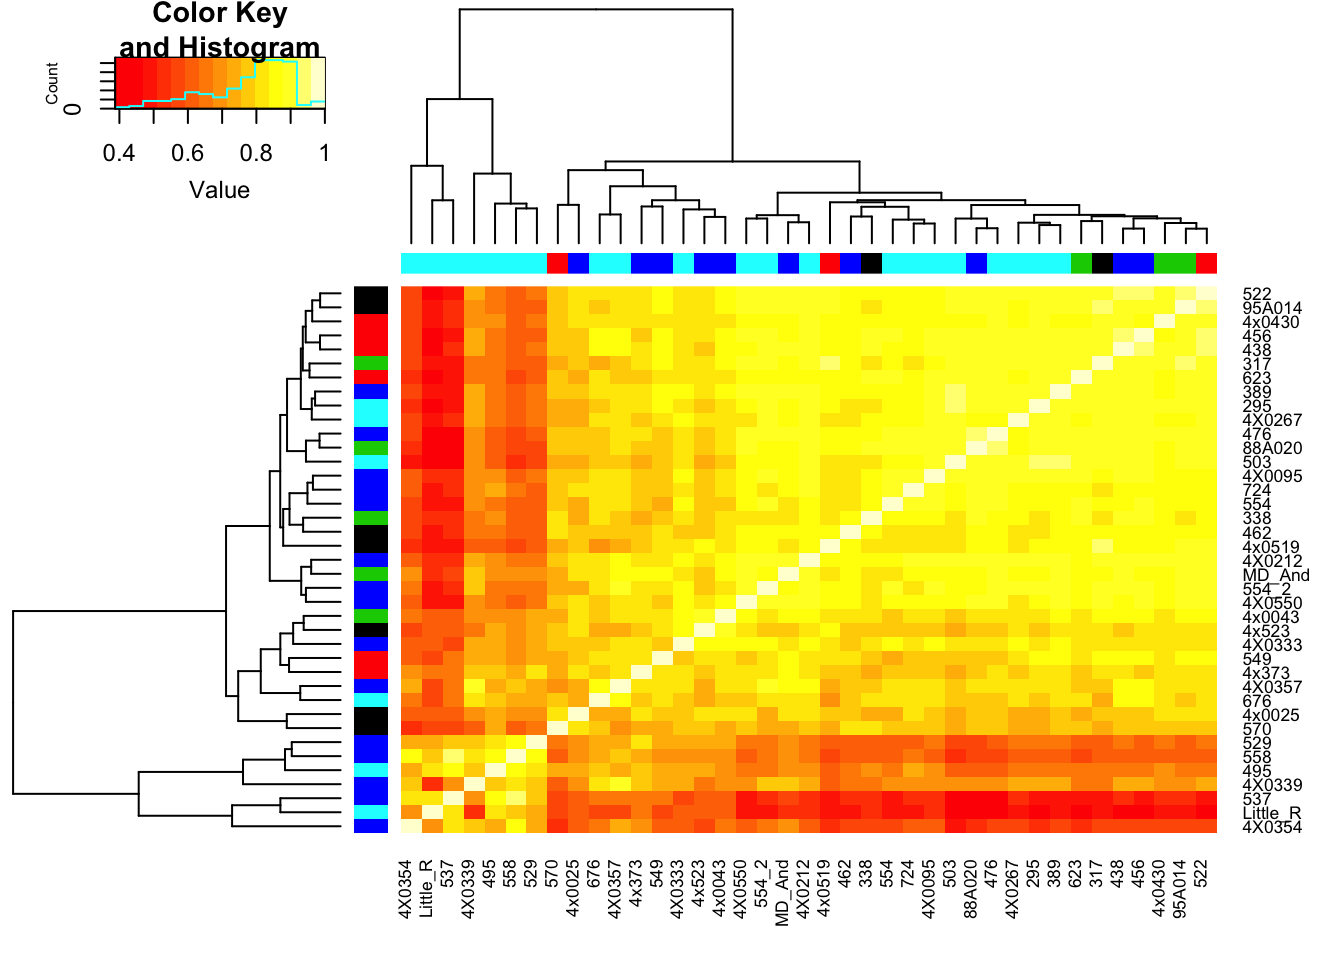 Color Key
and Histogram
Count
0
0.4 0.6 0.8 1
Value
522
95A014
4x0430
456
438
317
623
389
295
4X0267
476
88A020
503
4X0095
724
554
338
462
4x0519
4X0212
MD_And
554_2
4X0550
4x0043
4x523
4X0333
549
4x373
4X0357
676
4x0025
570
529
558
495
4X0339
537
Little_R
4X0354
4X0354
Little_R
537
4X0339
495
558
529
570
4x0025
676
4X0357
4x373
549
4X0333
4x523
4x0043
4X0550
554_2
MD_And
4X0212
4x0519
462
338
554
724
4X0095
503
88A020
476
4X0267
295
389
623
317
438
456
4x0430
95A014
522